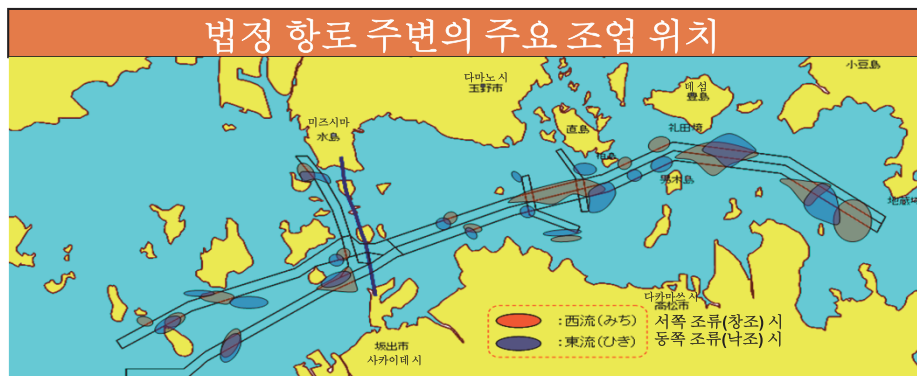 법정 항로 주변의 주요 조업 위치
小豆島
다마노 시
玉野市
데 섬
豊島
미즈시마
水島
直島
礼田埼
男木島
다카마쓰 시
高松市
:西流(みち) 서쪽 조류(창조) 시
:東流(ひき) 동쪽 조류(낙조) 시
坂出市
사카이데 시